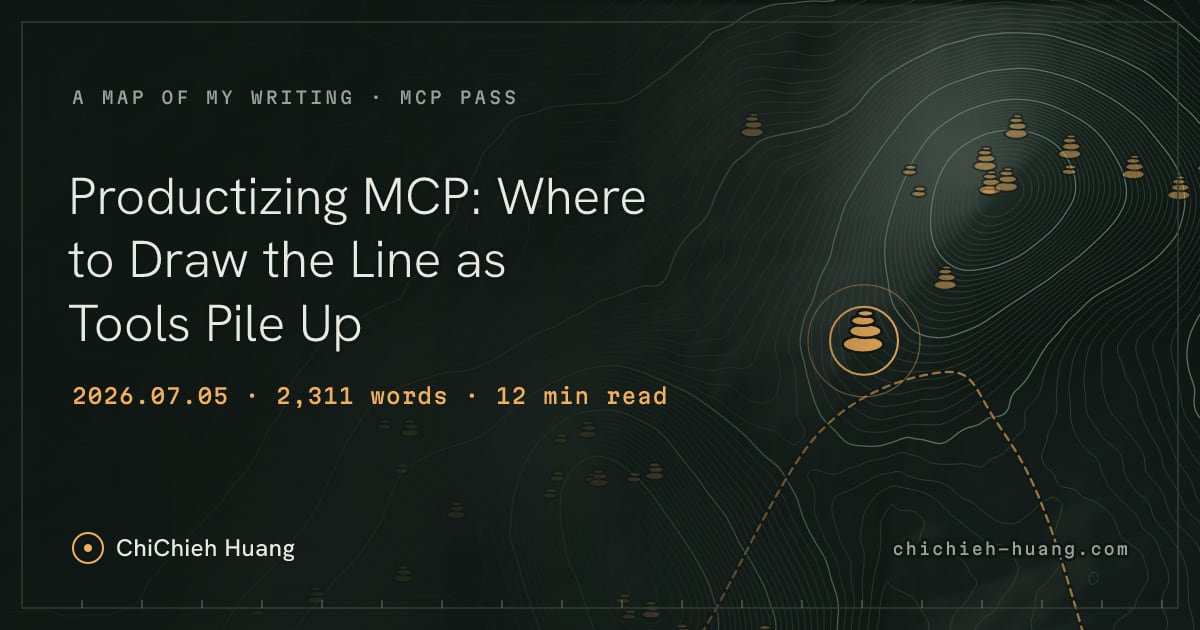 A MAP OF MY WRITING · MCP PASS
Productizing MCP: Where
to Draw the Line as
Tools Pile Up
2026.07.05 · 2,311 words · 12 min read
ChiChieh Huang
chichieh-huang.com